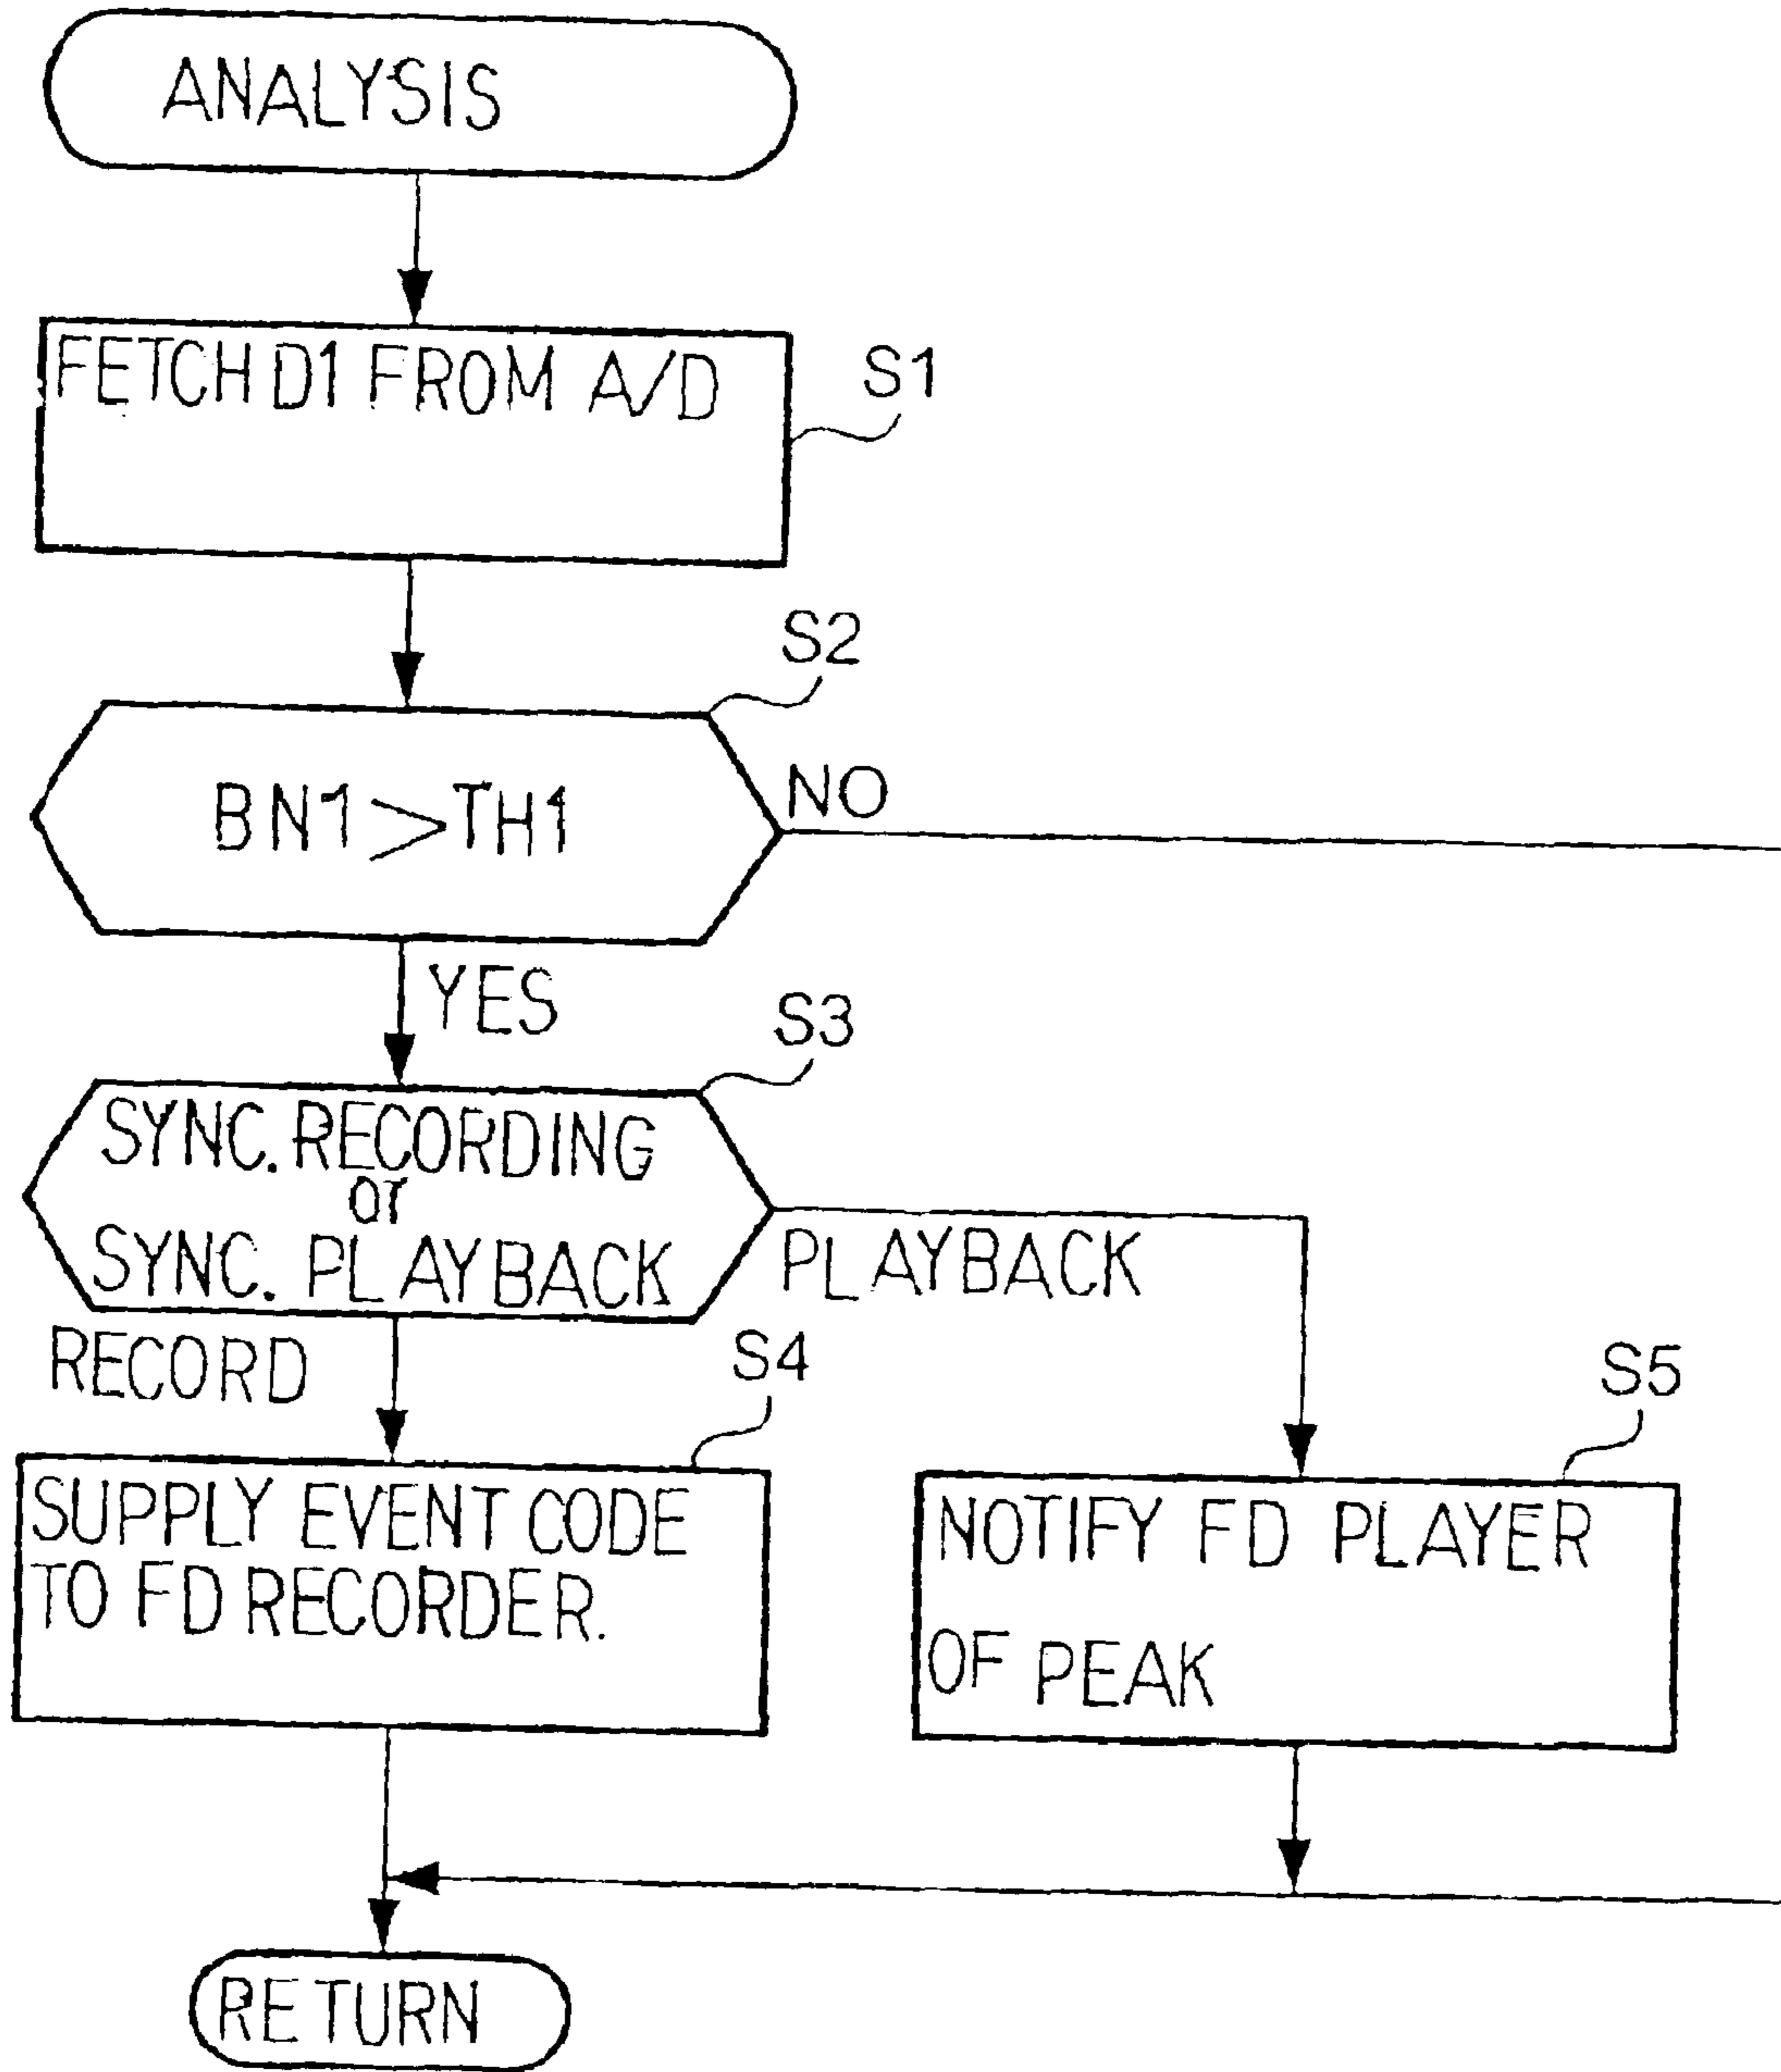 ANALYSIS
FETCH D1 FROM A/D
S1
S2
BN1>TH1
NO
YES
S3
SYNC. RECORDING
or
SYNC. PLAYBACK
PLAYBACK
RECORD
S4
S5
SUPPLY EVENT CODE
TO FD RECORDER.
NOTIFY FD PLAYER
OF PEAK
RETURN